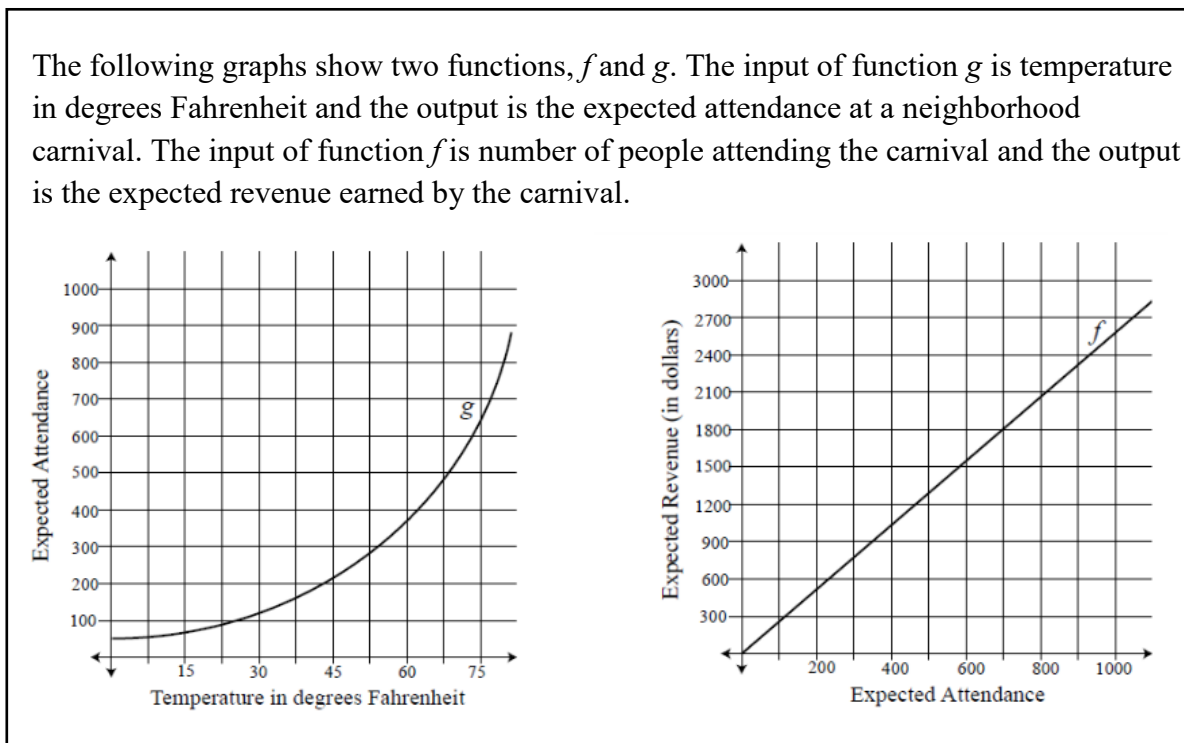 The following graphs show two functions, f and g. The input of function g is temperature
in degrees Fahrenheit and the output is the expected attendance at a neighborhood
carnival. The input of function f is number of people attending the carnival and the output
is the expected revenue earned by the carnival.
1000
900
800
700
600
500
400
300
200
100
Expected Attendance
g
15 30 45 60 75
Temperature in degrees Fahrenheit
3000
2700
2400
2100
1800
1500
1200
900
600
300
Expected Revenue (in dollars)
f
200 400 600 800 1000
Expected Attendance